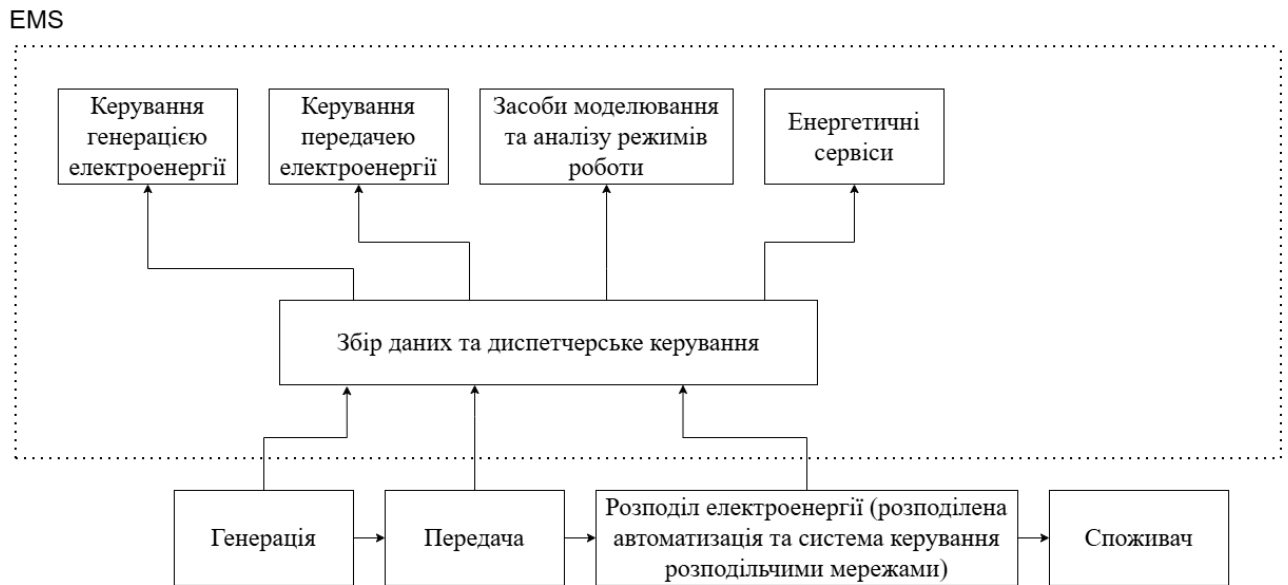 EMS
Керування
генерацією
електроенергії
Керування
передачею
електроенергії
Засоби моделювання
та аналізу режимів
роботи
Енергетичні
сервіси
Збір даних та диспетчерське керування
Генерація
Передача
Розподіл електроенергії (розподілена
автоматизація та система керування
розподільчими мережами)
Споживач